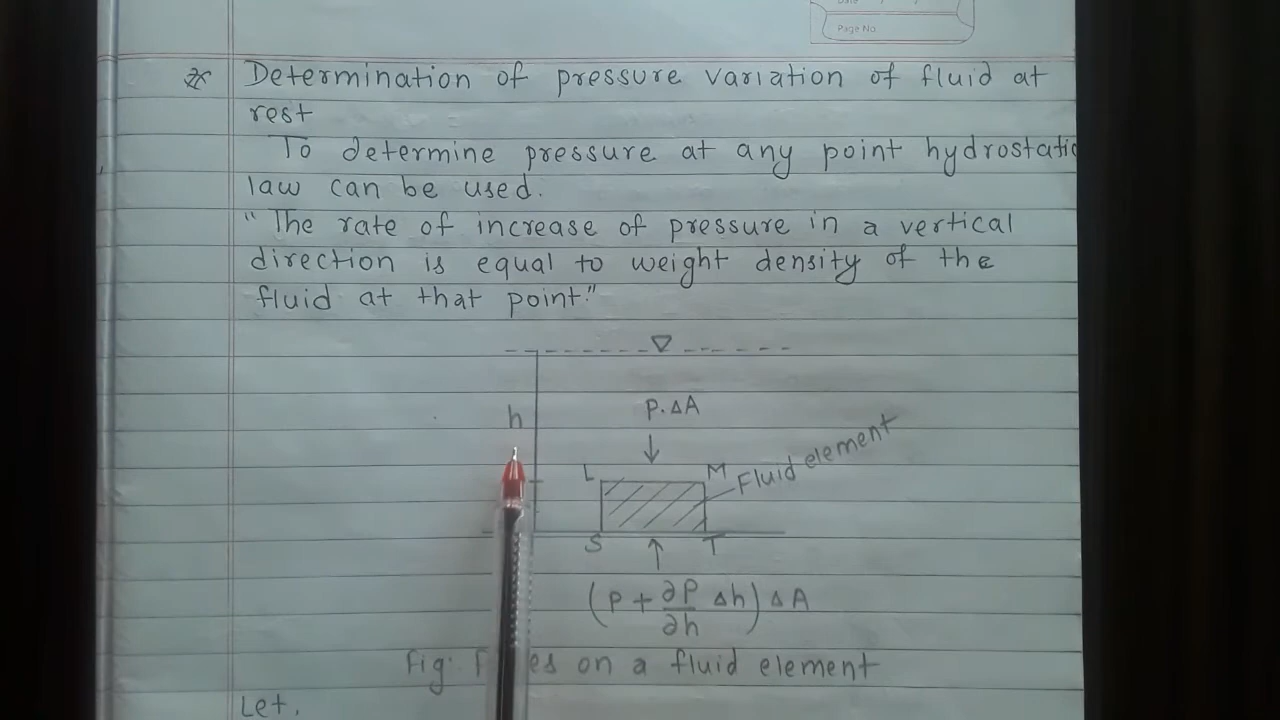 Page No
Determination of pressure variation of fluid at
rest
To determine pressure at any point hydrostatic
law can be used.
"The rate of increase of pressure in a vertical
direction is equal to weight density of the
fluid at that point."
h
P.ΔA
L
M
Fluid element
S
T
(P + ∂P/∂h Δh) ΔA
Fig: on a fluid element
Let,